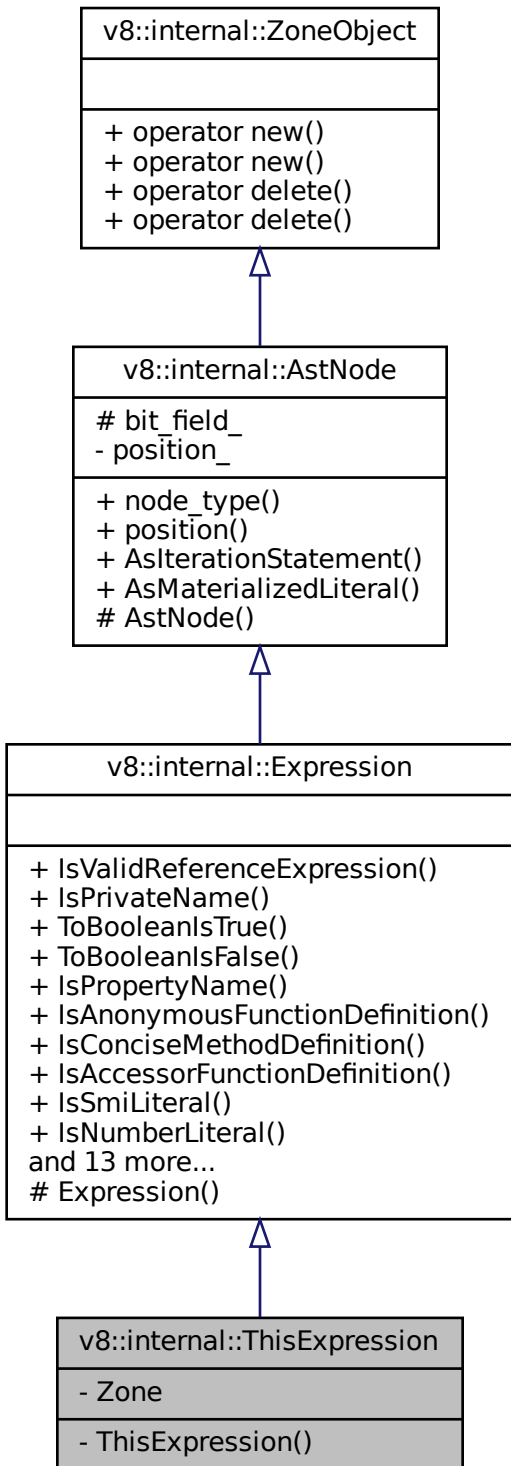 v8::internal::ZoneObject
+ operator new()
+ operator new()
+ operator delete()
+ operator delete()
v8::internal::AstNode
# bit_field_
- position_
+ node_type()
+ position()
+ AsIterationStatement()
+ AsMaterializedLiteral()
# AstNode()
v8::internal::Expression
+ IsValidReferenceExpression()
+ IsPrivateName()
+ ToBooleanIsTrue()
+ ToBooleanIsFalse()
+ IsPropertyName()
+ IsAnonymousFunctionDefinition()
+ IsConciseMethodDefinition()
+ IsAccessorFunctionDefinition()
+ IsSmiLiteral()
+ IsNumberLiteral()
and 13 more...
# Expression()
v8::internal::ThisExpression
- Zone
- ThisExpression()